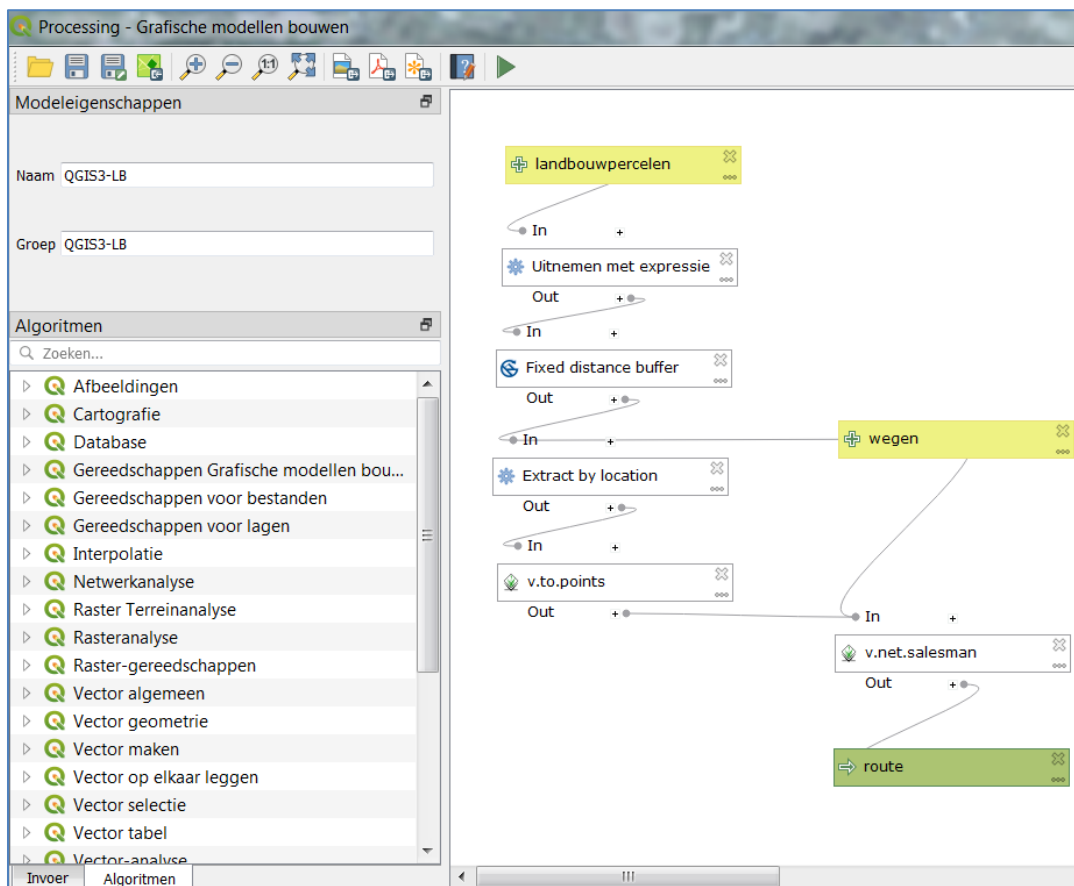 Processing - Grafische modellen bouwen
1:1
Modeleigenschappen
Naam QGIS3-LB
Groep QGIS3-LB
Algoritmen
Zoeken...
Afbeeldingen
Cartografie
Database
Gereedschappen Grafische modellen bou...
Gereedschappen voor bestanden
Gereedschappen voor lagen
Interpolatie
Netwerkanalyse
Raster Terreinanalyse
Rasteranalyse
Raster-gereedschappen
Vector algemeen
Vector geometrie
Vector maken
Vector op elkaar leggen
Vector selectie
Vector tabel
Vector-analyse
Invoer Algoritmen
landbouwpercelen
In
Uitnemen met expressie
Out
In
Fixed distance buffer
Out
In
wegen
Extract by location
Out
In
v.to.points
Out
In
v.net.salesman
Out
route